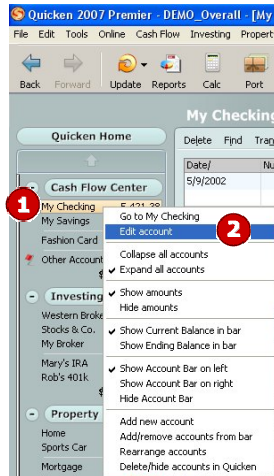 Quicken 2007 Premier - DEMO_Overall - [My
File Edit Tools Online Cash Flow Investing Propert
Back Forward Update Reports Calc Port
My Checking
Quicken Home
Delete Find Tran
Date/ Nu
5/9/2002
Cash Flow Center
1
My Checking 5,421.38
My Savings
Fashion Card
Other Account
$
Go to My Checking
Edit account
2
Collapse all accounts
Expand all accounts
Show amounts
Hide amounts
Show Current Balance in bar
Show Ending Balance in bar
Show Account Bar on left
Show Account Bar on right
Hide Account Bar
Add new account
Add/remove accounts from bar
Rearrange accounts
Delete/hide accounts in Quicken
Investing
Western Broke
Stocks & Co.
My Broker
Mary's IRA
Rob's 401k
$
Property
Home
Sports Car
Mortgage